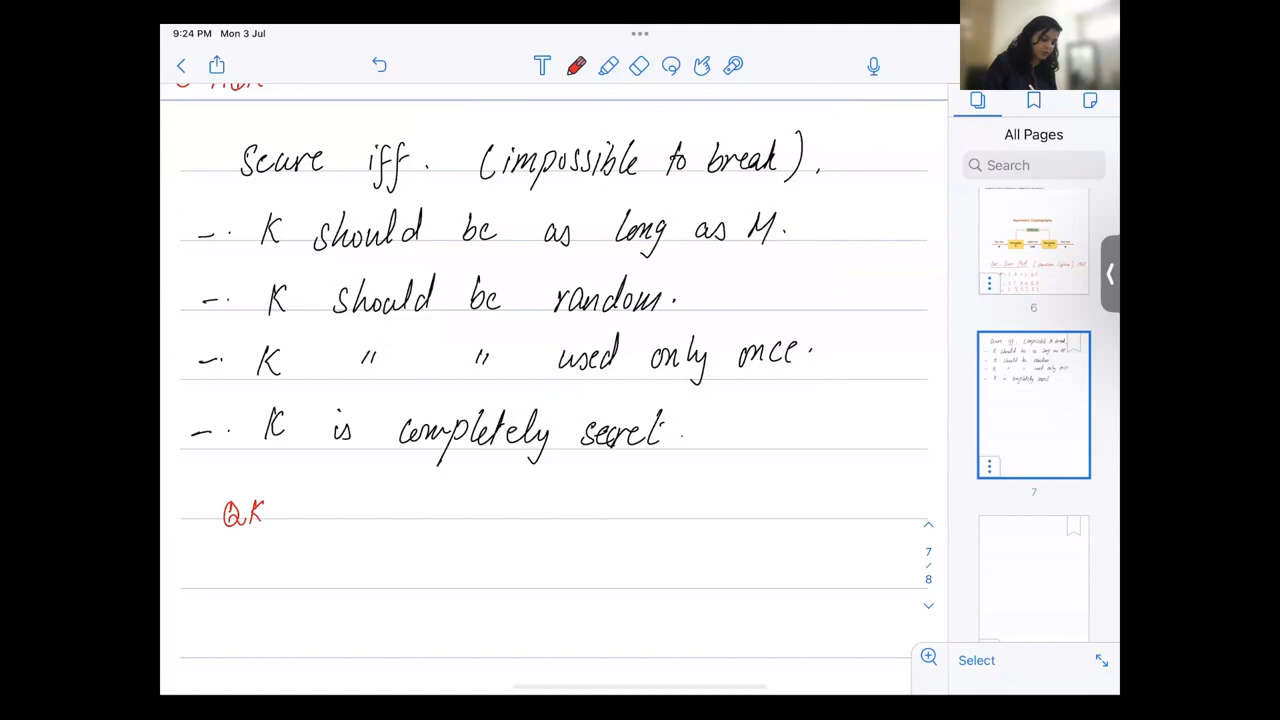 9:24 PM Mon 3 Jul
Secure iff. (impossible to break).
-. K should be as long as M.
-. K should be random.
-. K " " used only once.
-. K is completely secret.
QK
7
/
8
All Pages
Search
6
7
Select